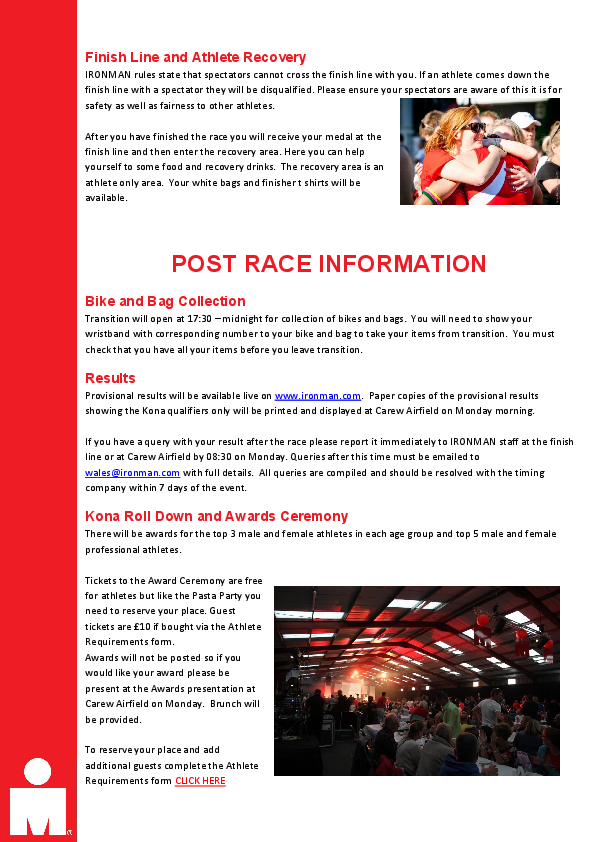 Finish Line and Athlete Recovery
IRONMAN rules state that spectators cannot cross the finish line with you. If an athlete comes down the
finish line with a spectator they will be disqualified. Please ensure your spectators are aware of this it is for
safety as well as fairness to other athletes.
After you have finished the race you will receive your medal at the
finish line and then enter the recovery area. Here you can help
yourself to some food and recovery drinks. The recovery area is an
athlete only area. Your white bags and finisher t shirts will be
available.
POST RACE INFORMATION
Bike and Bag Collection
Transition will open at 17:30 –midnight for collection of bikes and bags. You will need to show your
wristband with corresponding number to your bike and bag to take your items from transition. You must
check that you have all your items before you leave transition.
Results
Provisional results will be available live on www.ironman.com. Paper copies of the provisional results
showing the Kona qualifiers only will be printed and displayed at Carew Airfield on Monday morning.
If you have a query with your result after the race please report it immediately to IRONMAN staff at the finish
line or at Carew Airfield by 08:30 on Monday. Queries after this time must be emailed to
wales@ironman.com with full details. All queries are compiled and should be resolved with the timing
company within 7 days of the event.
Kona Roll Down and Awards Ceremony
There will be awards for the top 3 male and female athletes in each age group and top 5 male and female
professional athletes.
Tickets to the Award Ceremony are free
for athletes but like the Pasta Party you
need to reserve your place. Guest
tickets are £10 if bought via the Athlete
Requirements form.
Awards will not be posted so if you
would like your award please be
present at the Awards presentation at
Carew Airfield on Monday. Brunch will
be provided.
To reserve your place and add
additional guests complete the Athlete
Requirements form CLICK HERE